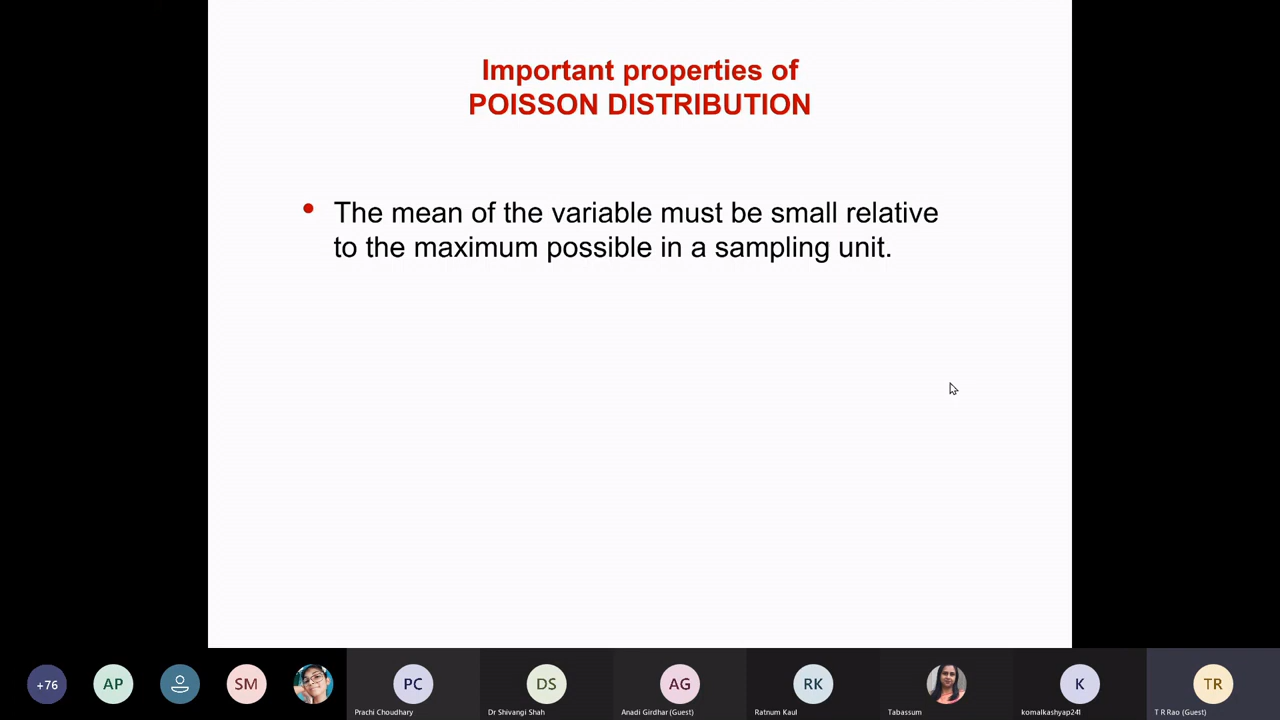 Important properties of
POISSON DISTRIBUTION
• The mean of the variable must be small relative
to the maximum possible in a sampling unit.
+76
AP
SM
PC
DS
AG
RK
K
TR
Prachi Choudhary
Dr Shivangi Shah
Anadi Girdhar (Guest)
Ratnum Kaul
Tabassum
komalkashyap241
T R Rao (Guest)